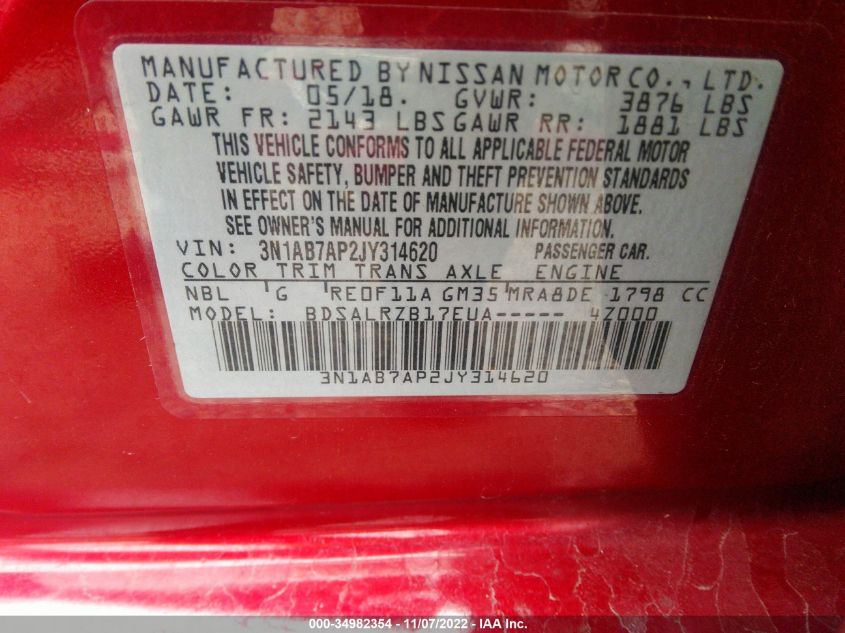 MANUFACTURED BY NISSAN MOTOR CO., LTD.
DATE: 05/18. GVWR: 3876 LBS
GAWR FR: 2143 LBS GAWR RR: 1881 LBS
THIS VEHICLE CONFORMS TO ALL APPLICABLE FEDERAL MOTOR
VEHICLE SAFETY, BUMPER AND THEFT PREVENTION STANDARDS
IN EFFECT ON THE DATE OF MANUFACTURE SHOWN ABOVE.
SEE OWNER'S MANUAL FOR ADDITIONAL INFORMATION.
VIN: 3N1AB7AP2JY314620 PASSENGER CAR.
COLOR TRIM TRANS AXLE ENGINE
NBL G RE0F11A GM35 MRA8DE 1798 CC
MODEL: BDSALRZB17EUA----- 4Z000
3N1AB7AP2JY314620
000-34982354 - 11/07/2022 - IAA Inc.